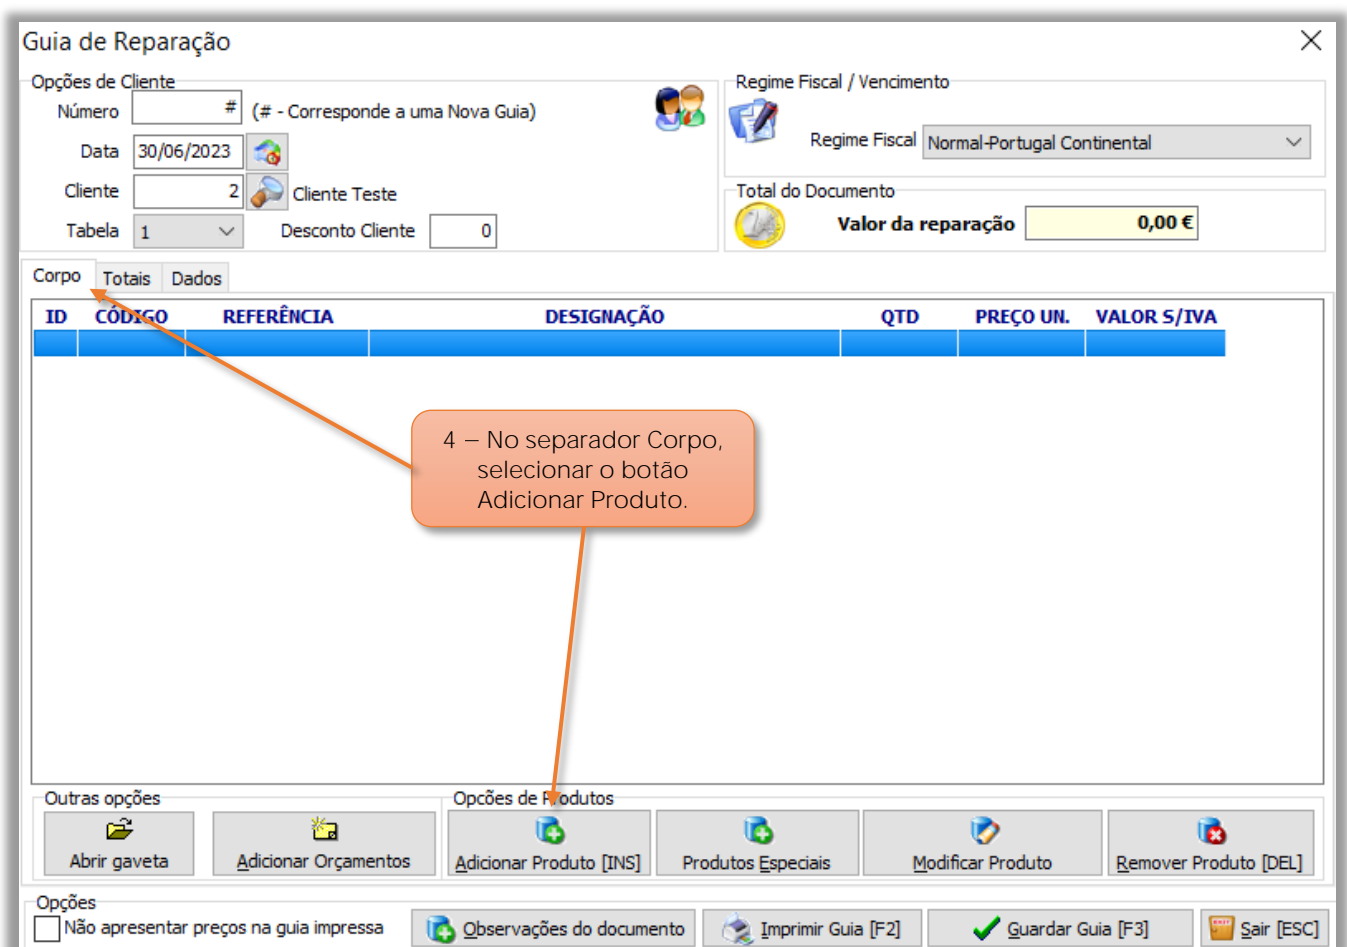 Guia de Reparação
Opções de Cliente
Número # (# - Corresponde a uma Nova Guia)
Data 30/06/2023
Cliente 2 Cliente Teste
Tabela 1 Desconto Cliente 0
Regime Fiscal / Vencimento
Regime Fiscal Normal-Portugal Continental
Total do Documento
Valor da reparação 0,00 €
Corpo Totais Dados
ID CÓDIGO REFERÊNCIA DESIGNAÇÃO QTD PREÇO UN. VALOR S/IVA
4 – No separador Corpo,
selecionar o botão
Adicionar Produto.
Outras opções
Abrir gaveta Adicionar Orçamentos
Opcões de Produtos
Adicionar Produto [INS] Produtos Especiais Modificar Produto Remover Produto [DEL]
Opções
Não apresentar preços na guia impressa Observações do documento Imprimir Guia [F2] Guardar Guia [F3] Sair [ESC]